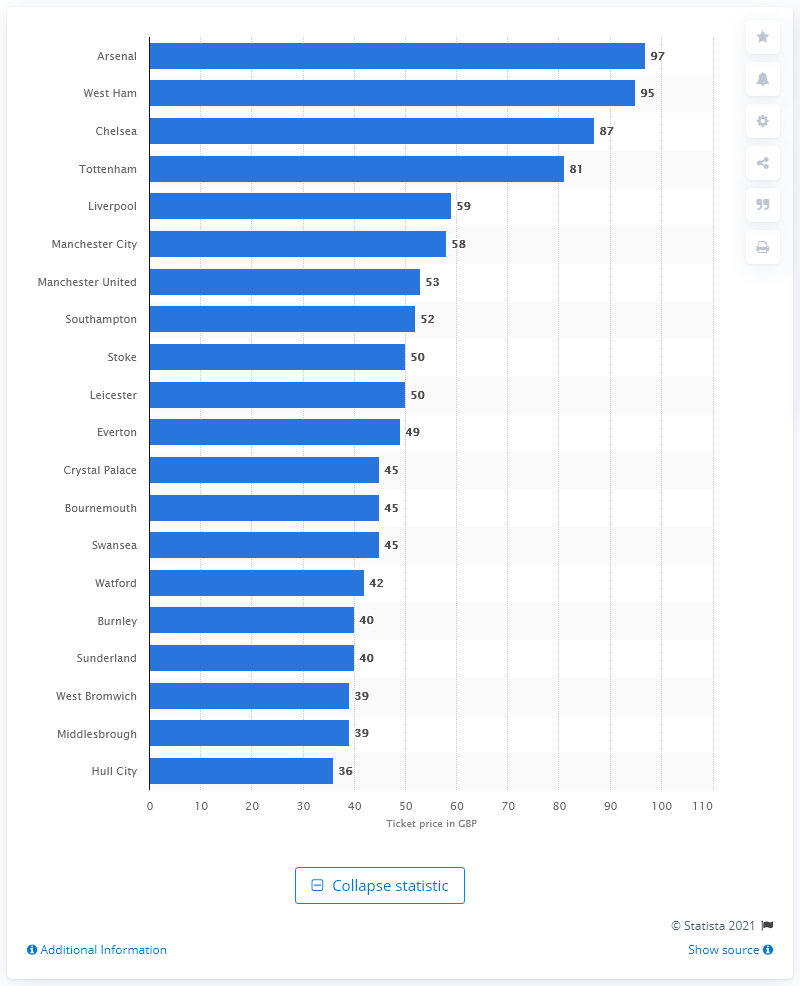 Arsenal 97
West Ham 95
Chelsea 87
Tottenham 81
Liverpool 59
Manchester City 58
Manchester United 53
Southampton 52
Stoke 50
Leicester 50
Everton 49
Crystal Palace 45
Bournemouth 45
Swansea 45
Watford 42
Burnley 40
Sunderland 40
West Bromwich 39
Middlesbrough 39
Hull City 36
0 10 20 30 40 50 60 70 80 90 100 110
Ticket price in GBP
Collapse statistic
© Statista 2021
Additional Information Show source